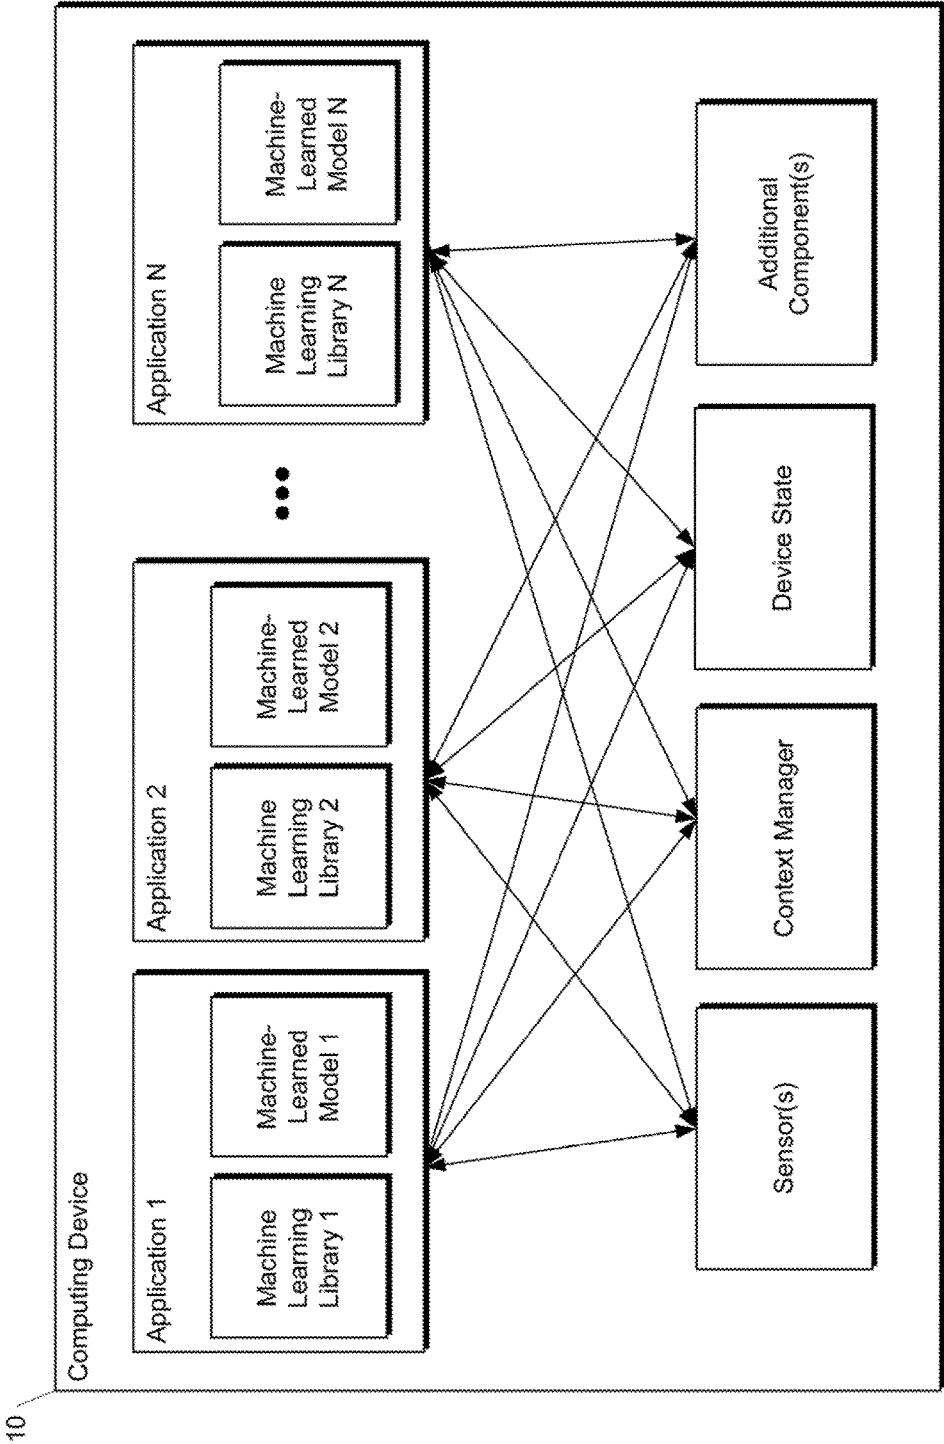 10
Computing Device
Application 1
Machine
Learning
Library 1
Machine-
Learned
Model 1
Application 2
Machine
Learning
Library 2
Machine-
Learned
Model 2
Application N
Machine
Learning
Library N
Machine-
Learned
Model N
Sensor(s)
Context Manager
Device State
Additional
Component(s)